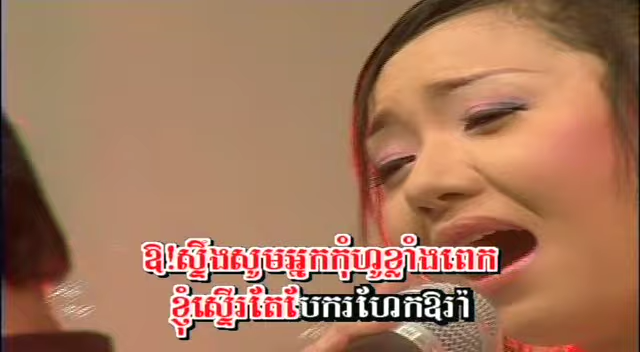 ឱ!ស្ទឹងសូមអ្នកកុំហូរខ្លាំងពេក
ខ្ញុំស្ទើរតែបែករហែកឱរ៉ា